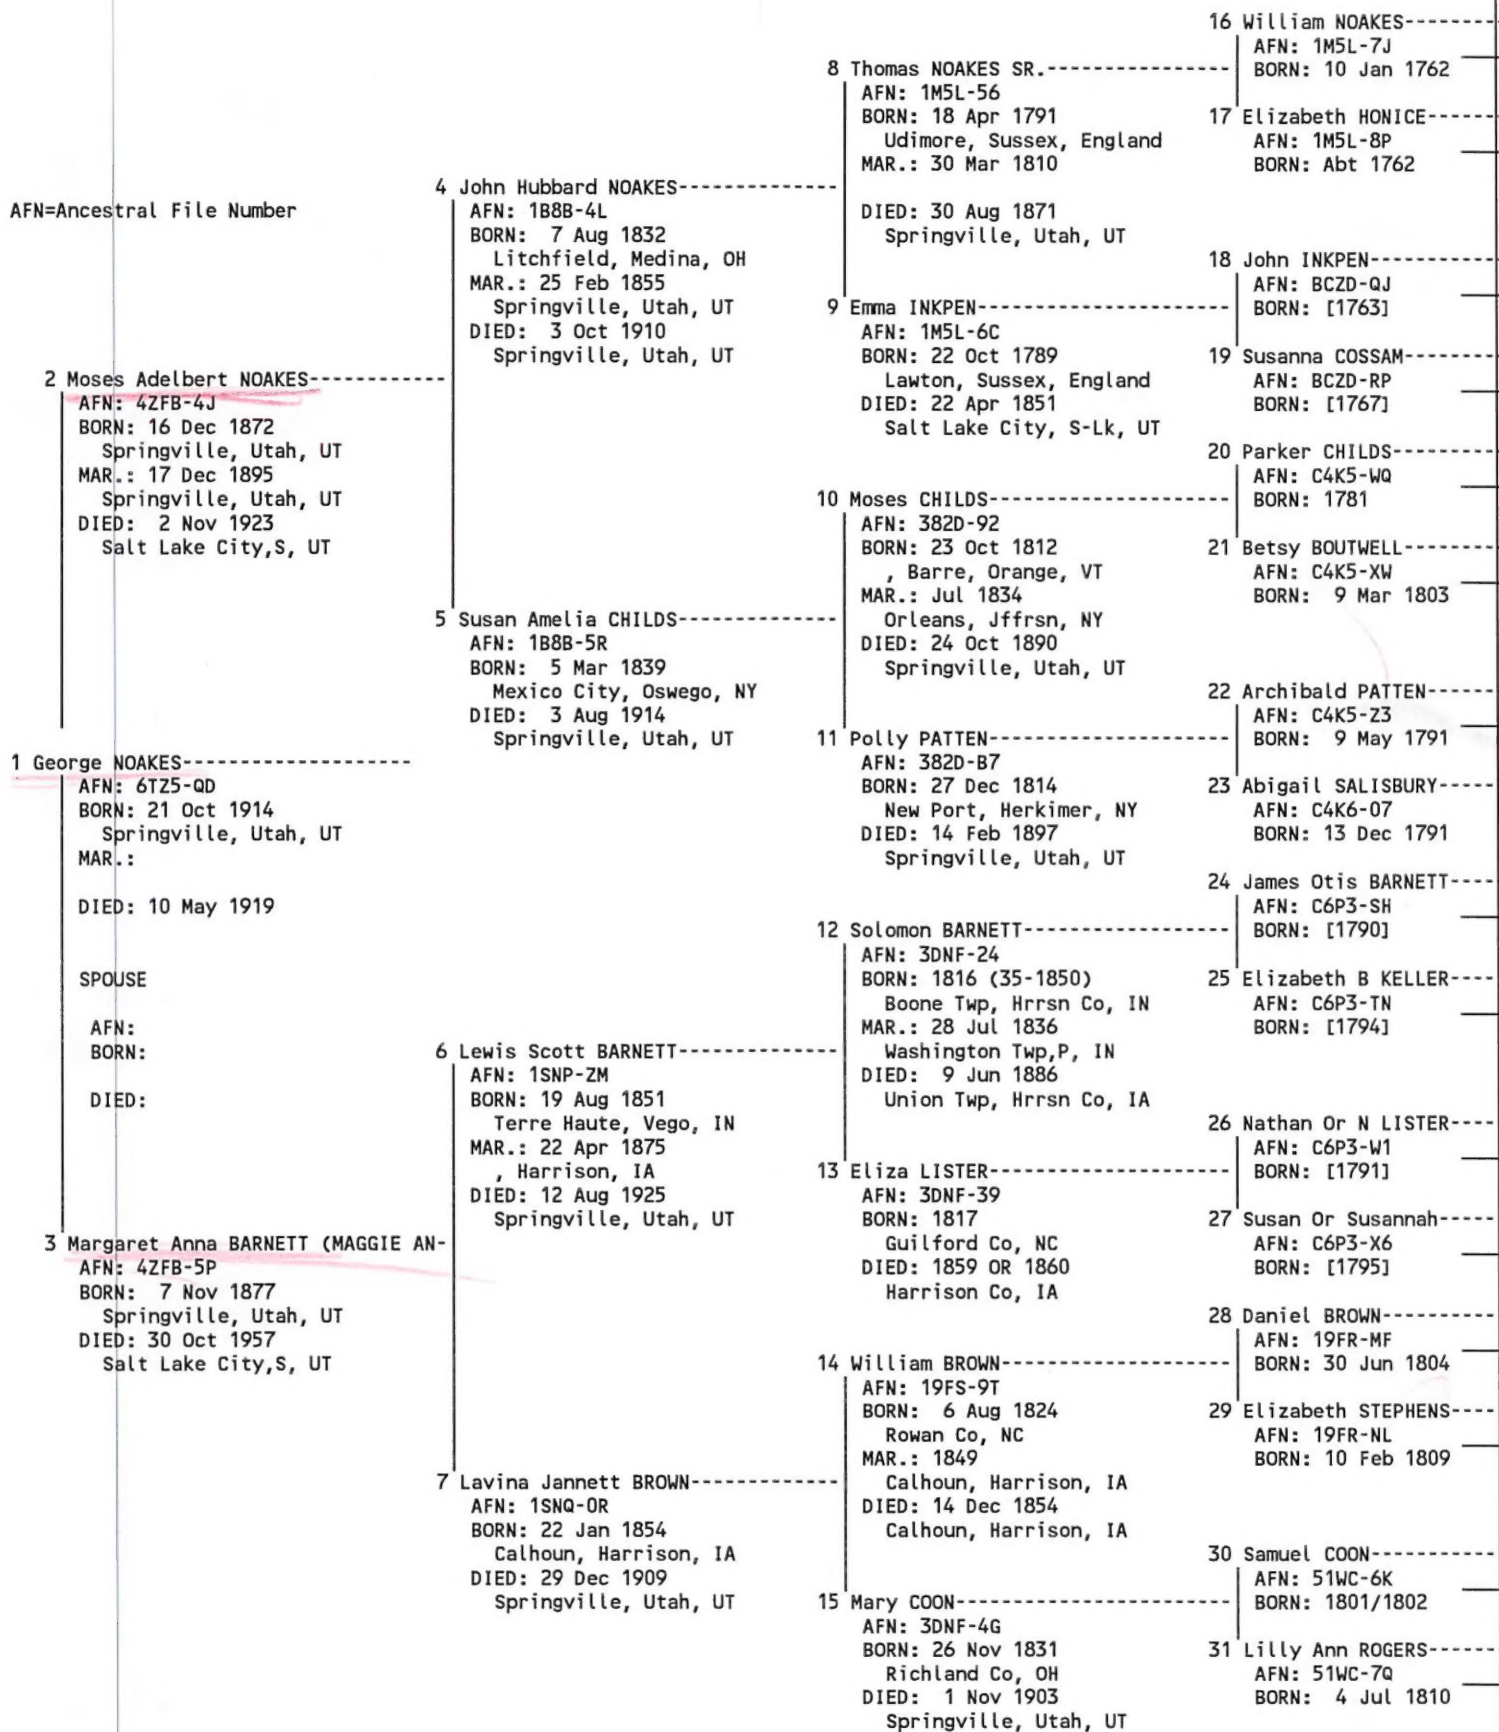 AFN=Ancestral File Number
1 George NOAKES-------------------
AFN: 6TZ5-QD
BORN: 21 Oct 1914
Springville, Utah, UT
MAR.:
DIED: 10 May 1919
SPOUSE
AFN:
BORN:
DIED:
2 Moses Adelbert NOAKES------------
AFN: 4ZFB-4J
BORN: 16 Dec 1872
Springville, Utah, UT
MAR.: 17 Dec 1895
Springville, Utah, UT
DIED:  2 Nov 1923
Salt Lake City,S, UT
3 Margaret Anna BARNETT (MAGGIE AN-
AFN: 4ZFB-5P
BORN:  7 Nov 1877
Springville, Utah, UT
DIED: 30 Oct 1957
Salt Lake City,S, UT
4 John Hubbard NOAKES-------------
AFN: 1B8B-4L
BORN:  7 Aug 1832
Litchfield, Medina, OH
MAR.: 25 Feb 1855
Springville, Utah, UT
DIED:  3 Oct 1910
Springville, Utah, UT
5 Susan Amelia CHILDS-------------
AFN: 1B8B-5R
BORN:  5 Mar 1839
Mexico City, Oswego, NY
DIED:  3 Aug 1914
Springville, Utah, UT
6 Lewis Scott BARNETT-------------
AFN: 1SNP-ZM
BORN: 19 Aug 1851
Terre Haute, Vego, IN
MAR.: 22 Apr 1875
, Harrison, IA
DIED: 12 Aug 1925
Springville, Utah, UT
7 Lavina Jannett BROWN------------
AFN: 1SNQ-0R
BORN: 22 Jan 1854
Calhoun, Harrison, IA
DIED: 29 Dec 1909
Springville, Utah, UT
8 Thomas NOAKES SR.---------------
AFN: 1M5L-56
BORN: 18 Apr 1791
Udimore, Sussex, England
MAR.: 30 Mar 1810
DIED: 30 Aug 1871
Springville, Utah, UT
9 Emma INKPEN---------------------
AFN: 1M5L-6C
BORN: 22 Oct 1789
Lawton, Sussex, England
DIED: 22 Apr 1851
Salt Lake City, S-Lk, UT
10 Moses CHILDS--------------------
AFN: 382D-92
BORN: 23 Oct 1812
, Barre, Orange, VT
MAR.: Jul 1834
Orleans, Jffrsn, NY
DIED: 24 Oct 1890
Springville, Utah, UT
11 Polly PATTEN--------------------
AFN: 382D-B7
BORN: 27 Dec 1814
New Port, Herkimer, NY
DIED: 14 Feb 1897
Springville, Utah, UT
12 Solomon BARNETT-----------------
AFN: 3DNF-24
BORN: 1816 (35-1850)
Boone Twp, Hrrsn Co, IN
MAR.: 28 Jul 1836
Washington Twp,P, IN
DIED:  9 Jun 1886
Union Twp, Hrrsn Co, IA
13 Eliza LISTER--------------------
AFN: 3DNF-39
BORN: 1817
Guilford Co, NC
DIED: 1859 OR 1860
Harrison Co, IA
14 William BROWN-------------------
AFN: 19FS-9T
BORN:  6 Aug 1824
Rowan Co, NC
MAR.: 1849
Calhoun, Harrison, IA
DIED: 14 Dec 1854
Calhoun, Harrison, IA
15 Mary COON-----------------------
AFN: 3DNF-4G
BORN: 26 Nov 1831
Richland Co, OH
DIED:  1 Nov 1903
Springville, Utah, UT
16 William NOAKES--------
AFN: 1M5L-7J
BORN: 10 Jan 1762
17 Elizabeth HONICE------
AFN: 1M5L-8P
BORN: Abt 1762
18 John INKPEN-----------
AFN: BCZD-QJ
BORN: [1763]
19 Susanna COSSAM--------
AFN: BCZD-RP
BORN: [1767]
20 Parker CHILDS---------
AFN: C4K5-WQ
BORN: 1781
21 Betsy BOUTWELL--------
AFN: C4K5-XW
BORN:  9 Mar 1803
22 Archibald PATTEN------
AFN: C4K5-Z3
BORN:  9 May 1791
23 Abigail SALISBURY-----
AFN: C4K6-07
BORN: 13 Dec 1791
24 James Otis BARNETT----
AFN: C6P3-SH
BORN: [1790]
25 Elizabeth B KELLER----
AFN: C6P3-TN
BORN: [1794]
26 Nathan Or N LISTER----
AFN: C6P3-W1
BORN: [1791]
27 Susan Or Susannah-----
AFN: C6P3-X6
BORN: [1795]
28 Daniel BROWN----------
AFN: 19FR-MF
BORN: 30 Jun 1804
29 Elizabeth STEPHENS----
AFN: 19FR-NL
BORN: 10 Feb 1809
30 Samuel COON-----------
AFN: 51WC-6K
BORN: 1801/1802
31 Lilly Ann ROGERS------
AFN: 51WC-7Q
BORN:  4 Jul 1810